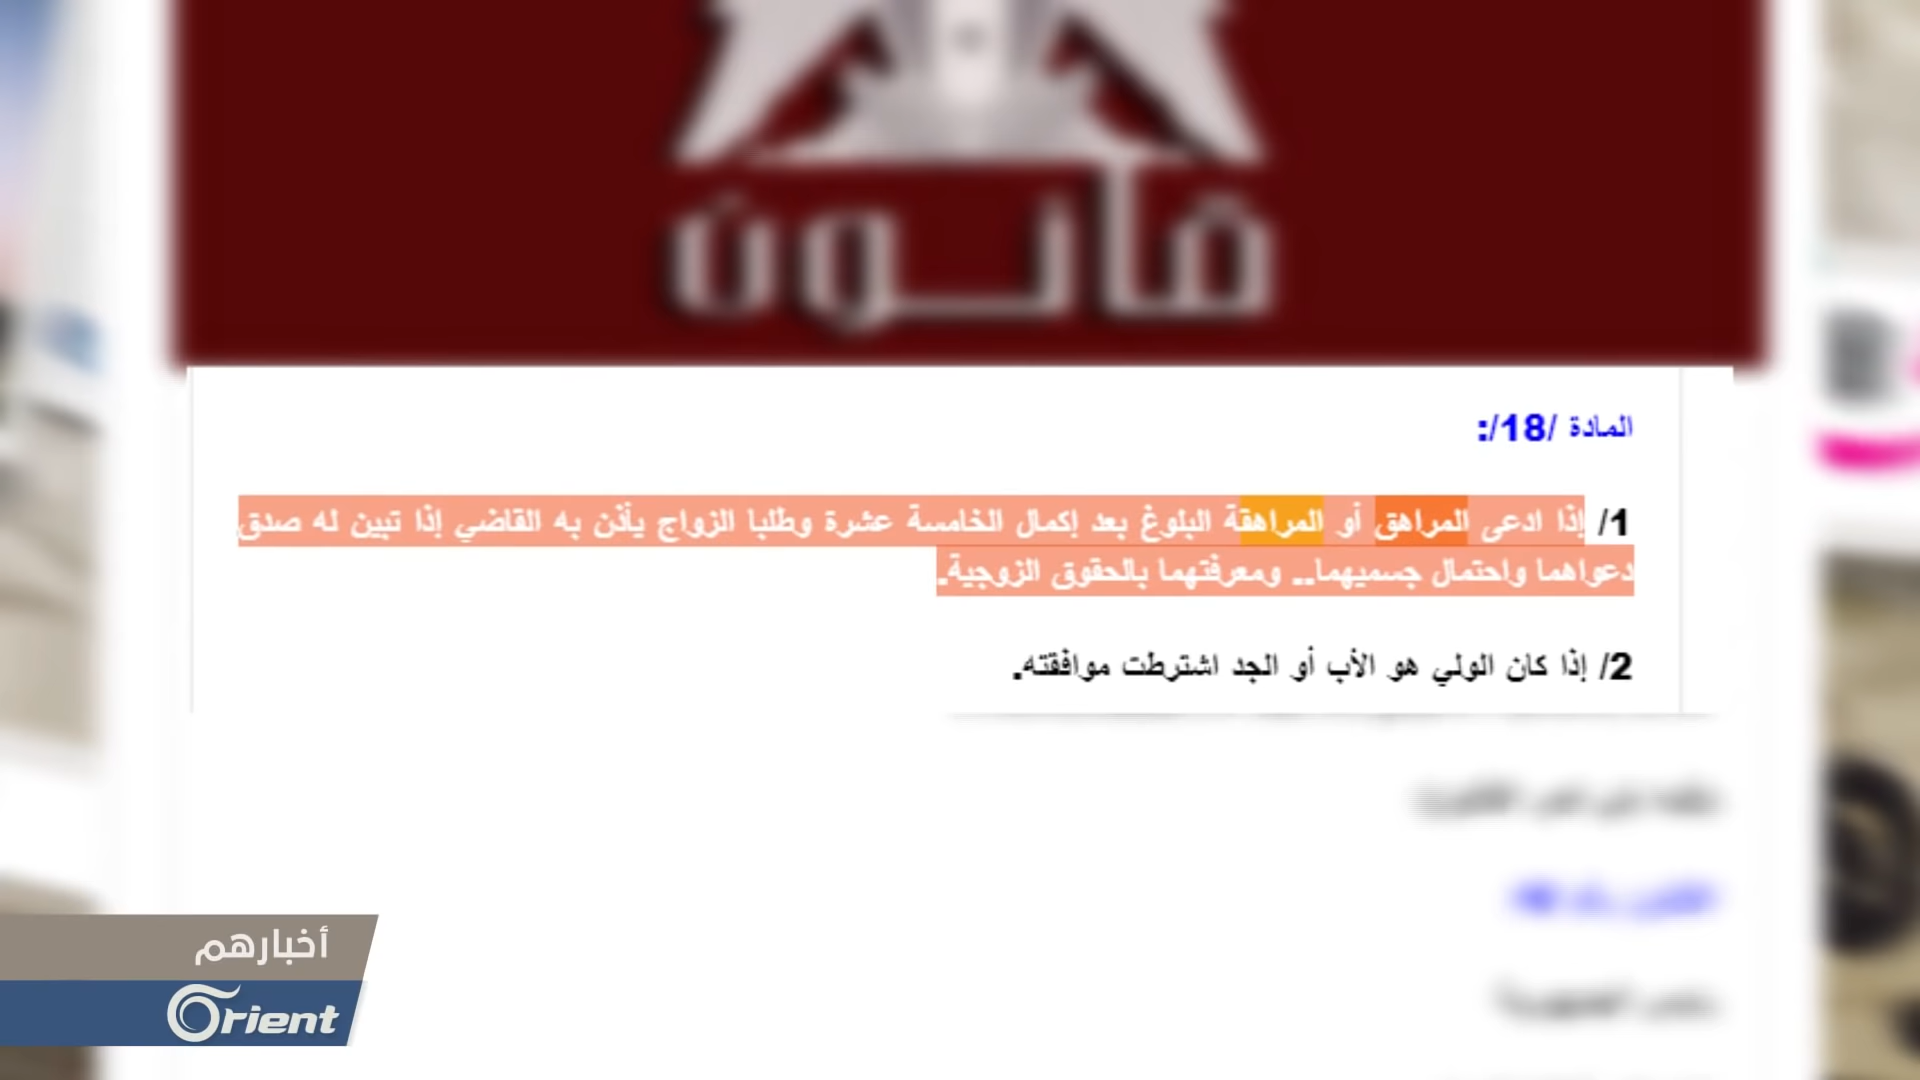 قانون
المادة /18/:
1/ إذا ادعى المراهق أو المراهقة البلوغ بعد إكمال الخامسة عشرة وطلبا الزواج يأذن به القاضي إذا تبين له صدق
دعواهما واحتمال جسميهما.. ومعرفتهما بالحقوق الزوجية.
2/ إذا كان الولي هو الأب أو الجد اشترطت موافقته.
أخبارهم
Orient